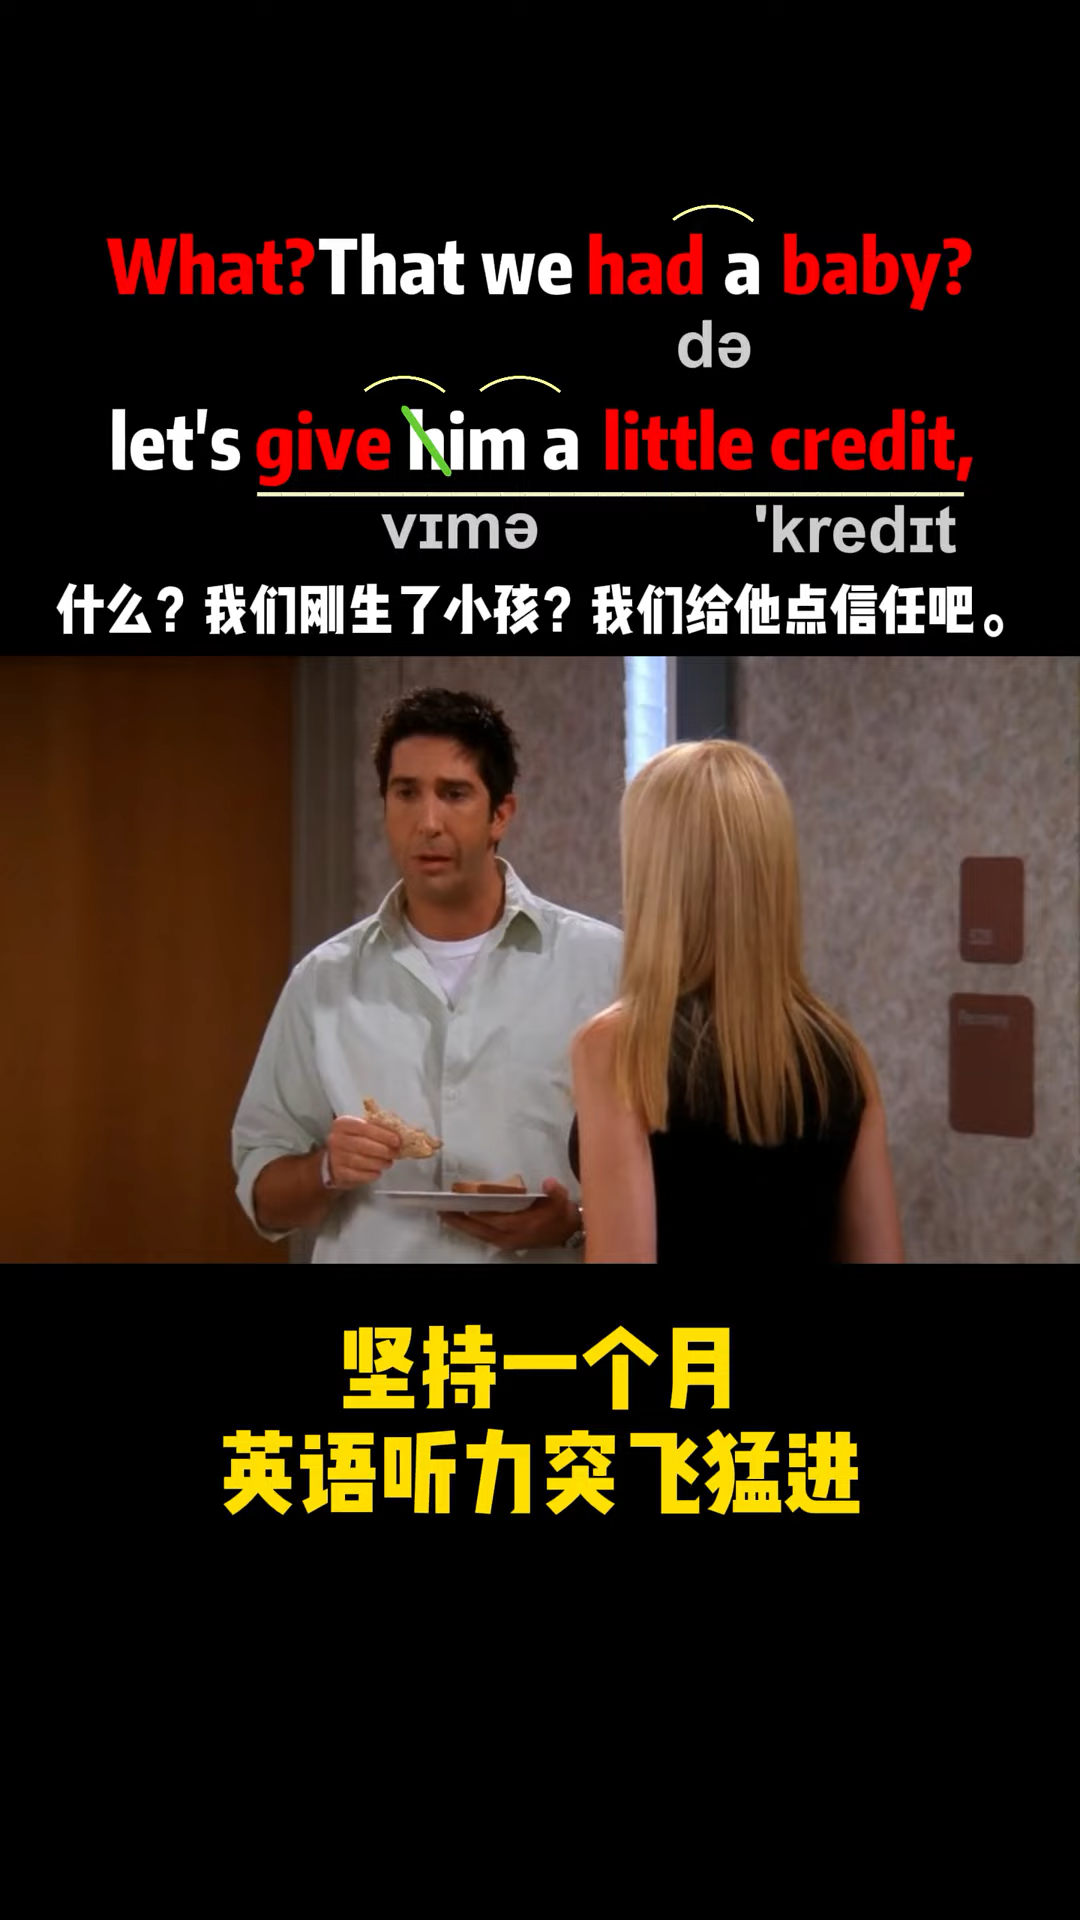 What?That we had a baby?
də
let's give him a little credit,
vɪmə 'kredɪt
什么？我们刚生了小孩？我们给他点信任吧。
Recovery
坚持一个月
英语听力突飞猛进